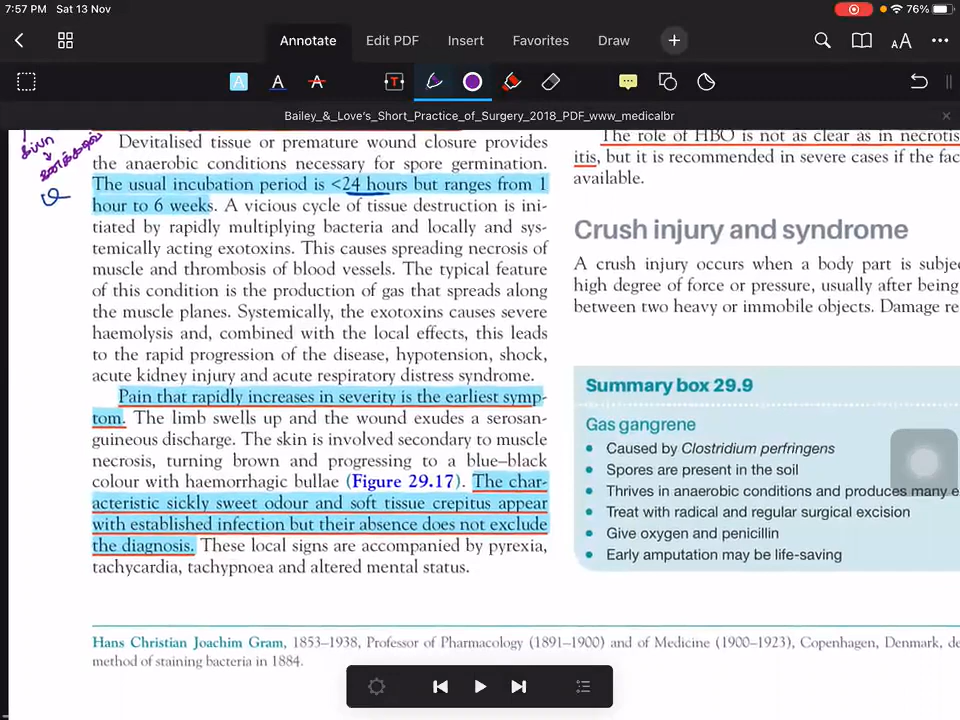 7:57 PM Sat 13 Nov
76%
Annotate Edit PDF Insert Favorites Draw
Bailey_&_Love's_Short_Practice_of_Surgery_2018_PDF_www_medicalbr
Devitalised tissue or premature wound closure provides
the anaerobic conditions necessary for spore germination.
The usual incubation period is <24 hours but ranges from 1
hour to 6 weeks. A vicious cycle of tissue destruction is ini-
tiated by rapidly multiplying bacteria and locally and sys-
temically acting exotoxins. This causes spreading necrosis of
muscle and thrombosis of blood vessels. The typical feature
of this condition is the production of gas that spreads along
the muscle planes. Systemically, the exotoxins causes severe
haemolysis and, combined with the local effects, this leads
to the rapid progression of the disease, hypotension, shock,
acute kidney injury and acute respiratory distress syndrome.
Pain that rapidly increases in severity is the earliest symp-
tom. The limb swells up and the wound exudes a serosan-
guineous discharge. The skin is involved secondary to muscle
necrosis, turning brown and progressing to a blue–black
colour with haemorrhagic bullae (Figure 29.17). The char-
acteristic sickly sweet odour and soft tissue crepitus appear
with established infection but their absence does not exclude
the diagnosis. These local signs are accompanied by pyrexia,
tachycardia, tachypnoea and altered mental status.
The role of HBO is not as clear as in necrotis
itis, but it is recommended in severe cases if the fac
available.
Crush injury and syndrome
A crush injury occurs when a body part is subje
high degree of force or pressure, usually after being
between two heavy or immobile objects. Damage re
Summary box 29.9
Gas gangrene
• Caused by Clostridium perfringens
• Spores are present in the soil
• Thrives in anaerobic conditions and produces many e
• Treat with radical and regular surgical excision
• Give oxygen and penicillin
• Early amputation may be life-saving
Hans Christian Joachim Gram, 1853–1938, Professor of Pharmacology (1891–1900) and of Medicine (1900–1923), Copenhagen, Denmark, de
method of staining bacteria in 1884.